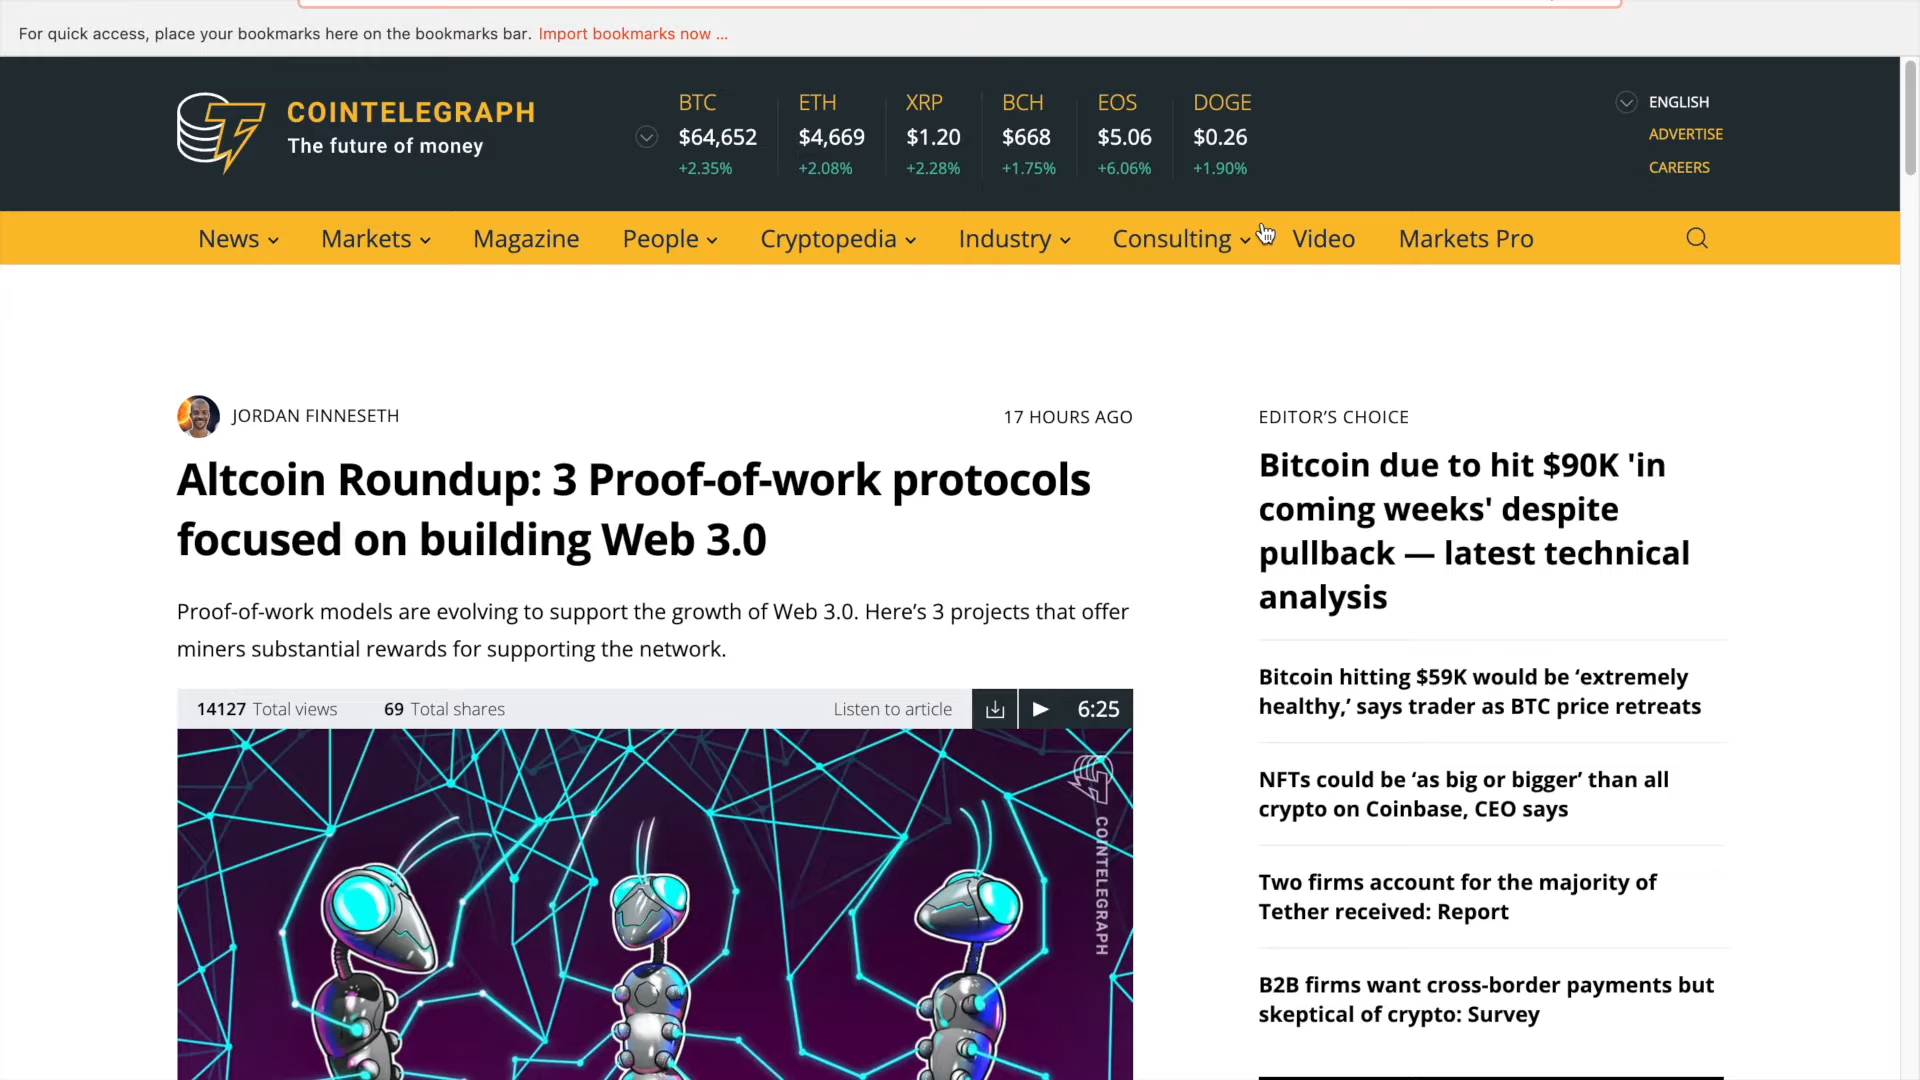 For quick access, place your bookmarks here on the bookmarks bar. Import bookmarks now ...
COINTELEGRAPH
The future of money
BTC ETH XRP BCH EOS DOGE
$64,652 $4,669 $1.20 $668 $5.06 $0.26
+2.35% +2.08% +2.28% +1.75% +6.06% +1.90%
ENGLISH
ADVERTISE
CAREERS
News Markets Magazine People Cryptopedia Industry Consulting Video Markets Pro
JORDAN FINNESETH 17 HOURS AGO
Altcoin Roundup: 3 Proof-of-work protocols
focused on building Web 3.0
Proof-of-work models are evolving to support the growth of Web 3.0. Here’s 3 projects that offer
miners substantial rewards for supporting the network.
14127 Total views 69 Total shares Listen to article 6:25
COINTELEGRAPH
EDITOR’S CHOICE
Bitcoin due to hit $90K 'in
coming weeks' despite
pullback — latest technical
analysis
Bitcoin hitting $59K would be ‘extremely
healthy,’ says trader as BTC price retreats
NFTs could be ‘as big or bigger’ than all
crypto on Coinbase, CEO says
Two firms account for the majority of
Tether received: Report
B2B firms want cross-border payments but
skeptical of crypto: Survey